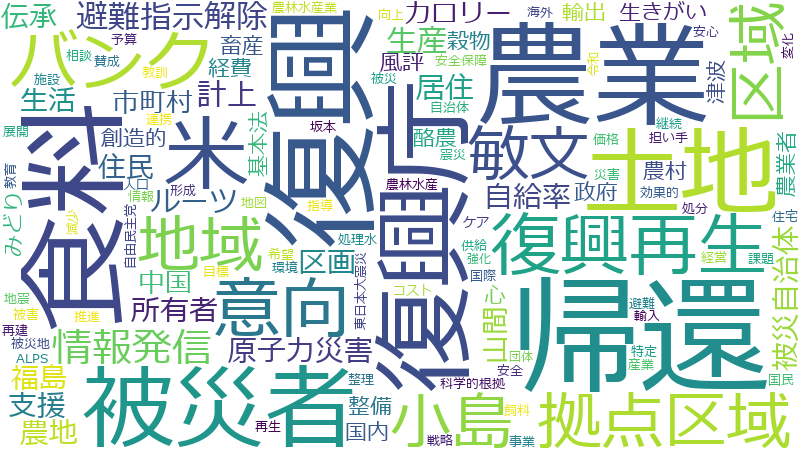 伝承
避難指示解除
農林水産業
向上
カロリー
海外
輸出
生きがい
バンク
相談
予算
賛成
畜産
経費
生産
穀物
風評
安全保障
令和
安心
変化
区域
施設
教訓
被災
生活
市町村
計上
居住
自治体
津波
連携
展開
創造的
基本法
坂本
酪農
震災
価格
継続
担い手
農業者
食料
米
復興
復興庁
農業
敏文
土地
住民
教育
人口
形成
ルーツ
農林水産
自給率
災害
農村
政府
効果的
処分
みどり
自由民主党
減少
情報
地図
指導
ケア
住宅
地域
処理水
希望
目標
環境
区画
東日本大震災
中国
供給
強化
国際
復興再生
経営
課題
被災自治体
地震
被害
推進
所有者
意向
コスト
山間
心
避難
輸入
再建
被災地
ALPS
情報発信
原子力災害
帰還
団体
安全
特定
産業
国民
福島
支援
農地
被災者
整理
整備
国内
再生
科学的根拠
飼料
戦略
事業
小島
拠点区域